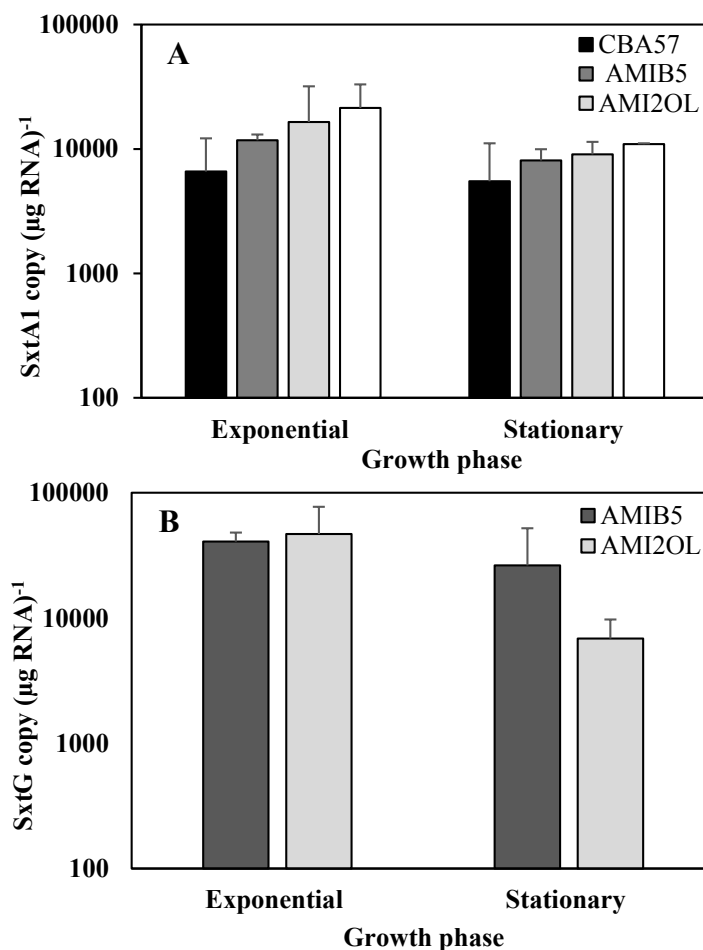 100000
10000
1000
100
SxtA1 copy (µg RNA)-1
A
CBA57
AMIB5
AMI2OL
Exponential
Stationary
Growth phase
100000
10000
1000
100
SxtG copy (µg RNA)-1
B
AMIB5
AMI2OL
Exponential
Stationary
Growth phase